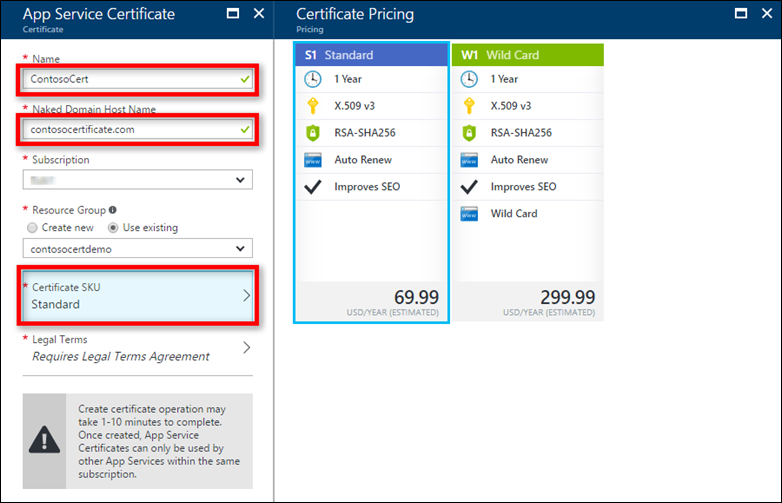 App Service Certificate
Certificate
* Name
ContosoCert
* Naked Domain Host Name
contosocertificate.com
* Subscription
* Resource Group
Create new
Use existing
contosocertdemo
* Certificate SKU
Standard
* Legal Terms
Requires Legal Terms Agreement
Create certificate operation may
take 1-10 minutes to complete.
Once created, App Service
Certificates can only be used by
other App Services within the same
subscription.
Certificate Pricing
Pricing
S1 Standard
1 Year
X.509 v3
RSA-SHA256
www
Auto Renew
Improves SEO
69.99
USD/YEAR (ESTIMATED)
W1 Wild Card
1 Year
X.509 v3
RSA-SHA256
www
Auto Renew
Improves SEO
www
Wild Card
299.99
USD/YEAR (ESTIMATED)